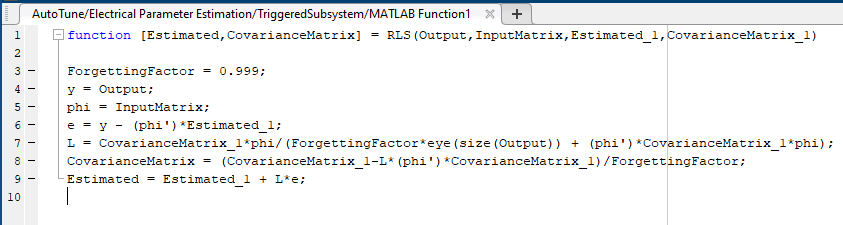 AutoTune/Electrical Parameter Estimation/TriggeredSubsystem/MATLAB Function1 × +
1 function [Estimated,CovarianceMatrix] = RLS(Output,InputMatrix,Estimated_1,CovarianceMatrix_1)
2
3 – ForgettingFactor = 0.999;
4 – y = Output;
5 – phi = InputMatrix;
6 – e = y - (phi')*Estimated_1;
7 – L = CovarianceMatrix_1*phi/(ForgettingFactor*eye(size(Output)) + (phi')*CovarianceMatrix_1*phi);
8 – CovarianceMatrix = (CovarianceMatrix_1-L*(phi')*CovarianceMatrix_1)/ForgettingFactor;
9 – Estimated = Estimated_1 + L*e;
10